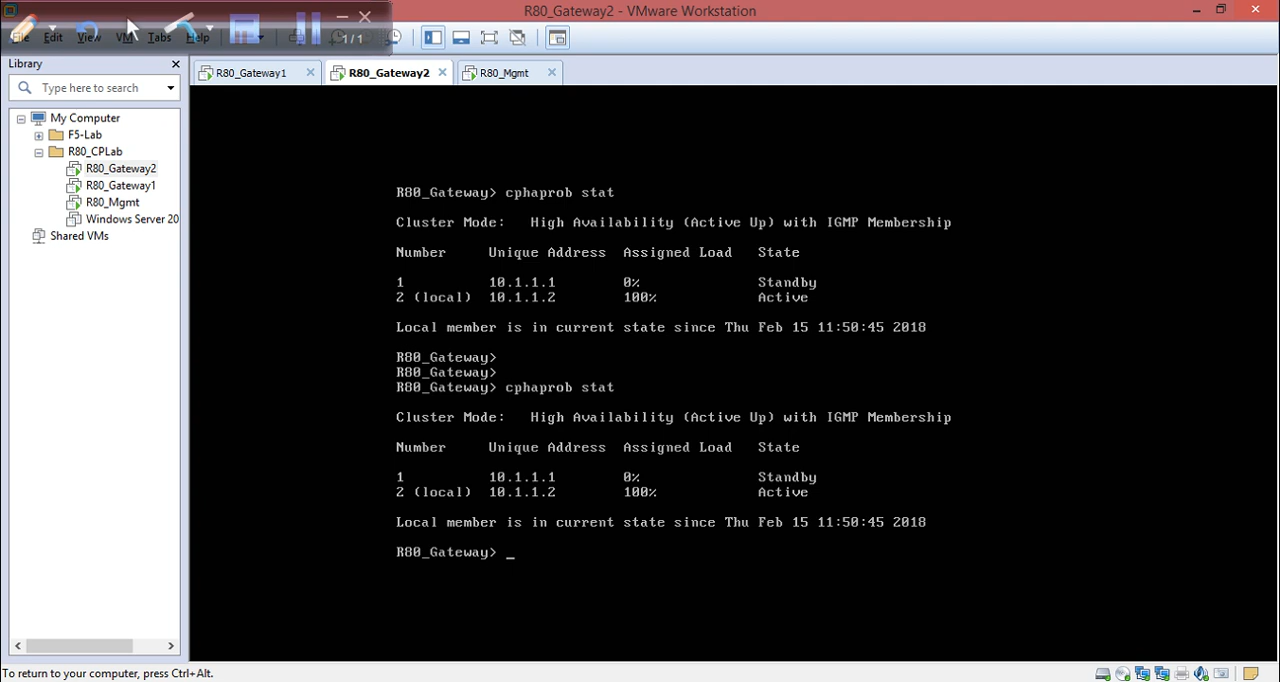 R80_Gateway2 - VMware Workstation
File Edit View VM Tabs Help
1/1
Library
R80_Gateway1 R80_Gateway2 R80_Mgmt
Type here to search
My Computer
F5-Lab
R80_CPLab
R80_Gateway2
R80_Gateway1
R80_Mgmt
Windows Server 20
Shared VMs
R80_Gateway> cphaprob stat
Cluster Mode: High Availability (Active Up) with IGMP Membership
Number Unique Address Assigned Load State
1 10.1.1.1 0% Standby
2 (local) 10.1.1.2 100% Active
Local member is in current state since Thu Feb 15 11:50:45 2018
R80_Gateway>
R80_Gateway>
R80_Gateway> cphaprob stat
Cluster Mode: High Availability (Active Up) with IGMP Membership
Number Unique Address Assigned Load State
1 10.1.1.1 0% Standby
2 (local) 10.1.1.2 100% Active
Local member is in current state since Thu Feb 15 11:50:45 2018
R80_Gateway> _
To return to your computer, press Ctrl+Alt.